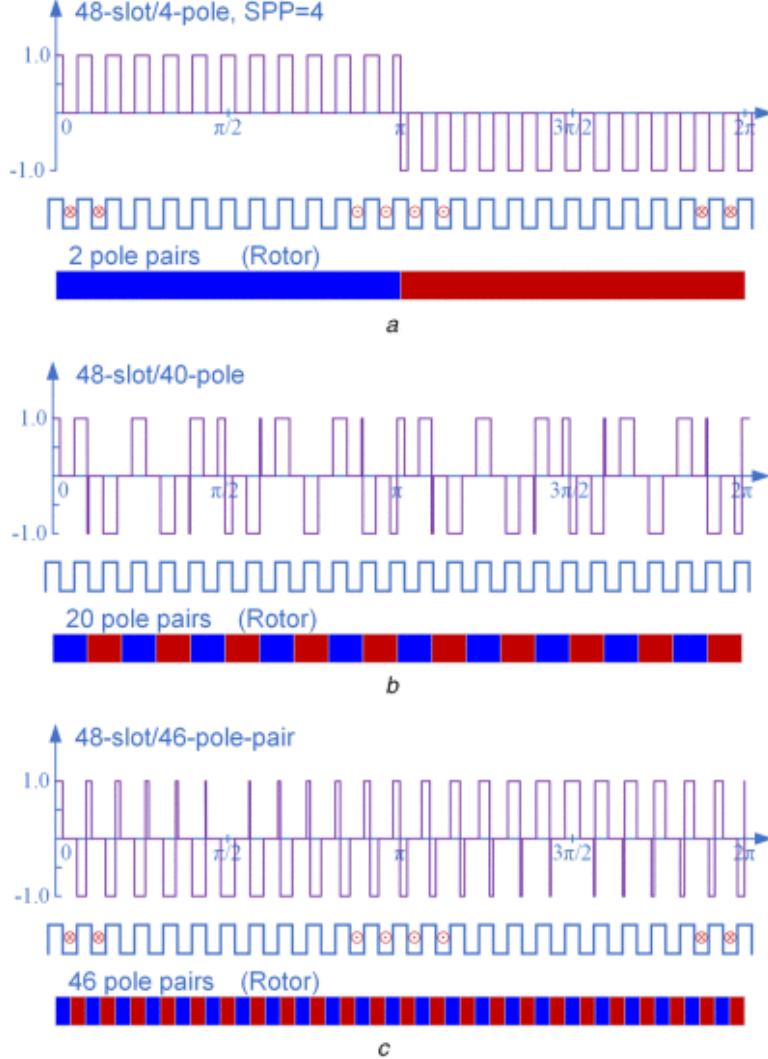 48-slot/4-pole, SPP=4
1.0
0 π/2 π 3π/2 2π
-1.0
2 pole pairs (Rotor)
a
48-slot/40-pole
1.0
0 π/2 π 3π/2 2π
-1.0
20 pole pairs (Rotor)
b
48-slot/46-pole-pair
1.0
0 π/2 π 3π/2 2π
-1.0
46 pole pairs (Rotor)
c